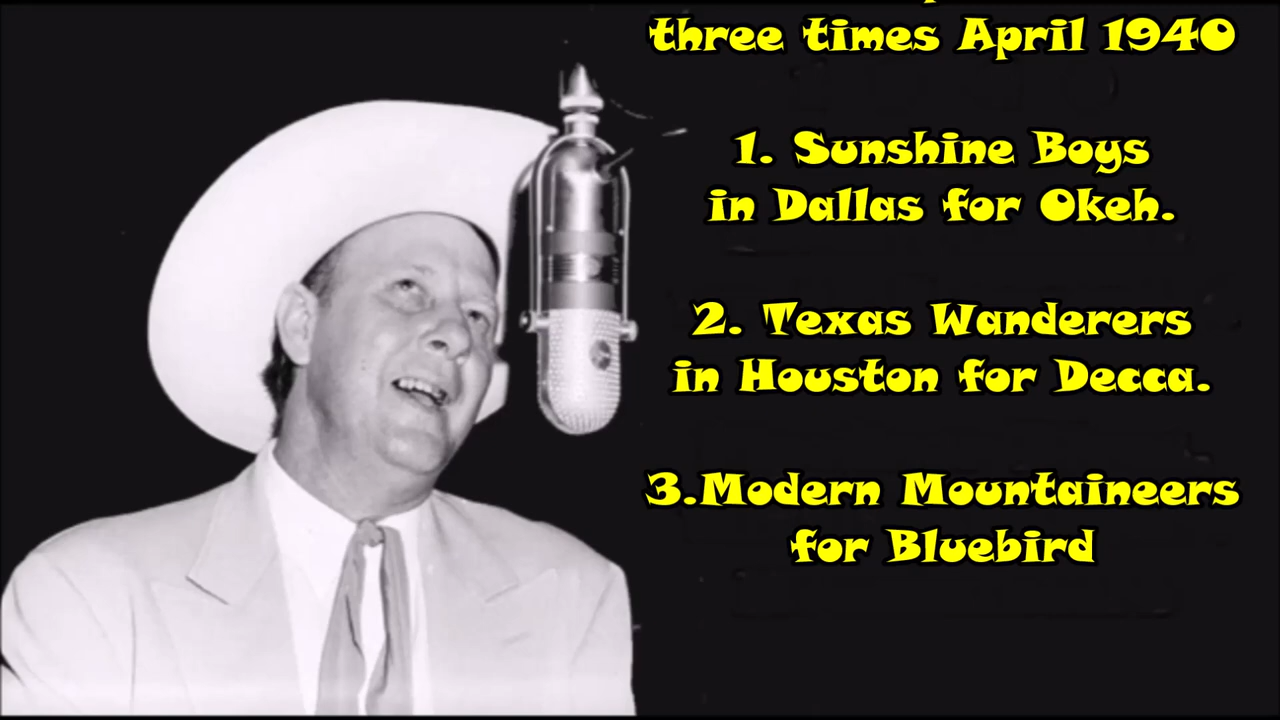 three times April 1940
1. Sunshine Boys
in Dallas for Okeh.
2. Texas Wanderers
in Houston for Decca.
3.Modern Mountaineers
for Bluebird